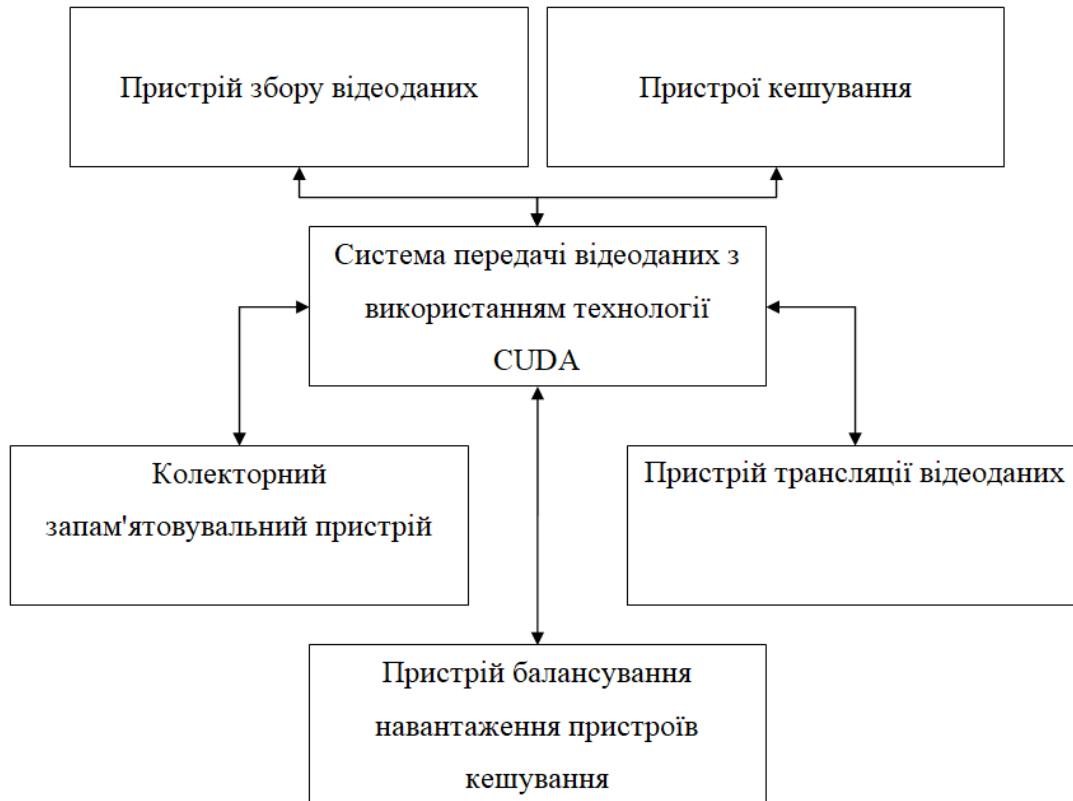 Пристрій збору відеоданих
Пристрої кешування
Система передачі відеоданих з
використанням технології
CUDA
Колекторний
запам'ятовувальний пристрій
Пристрій трансляції відеоданих
Пристрій балансування
навантаження пристроїв
кешування